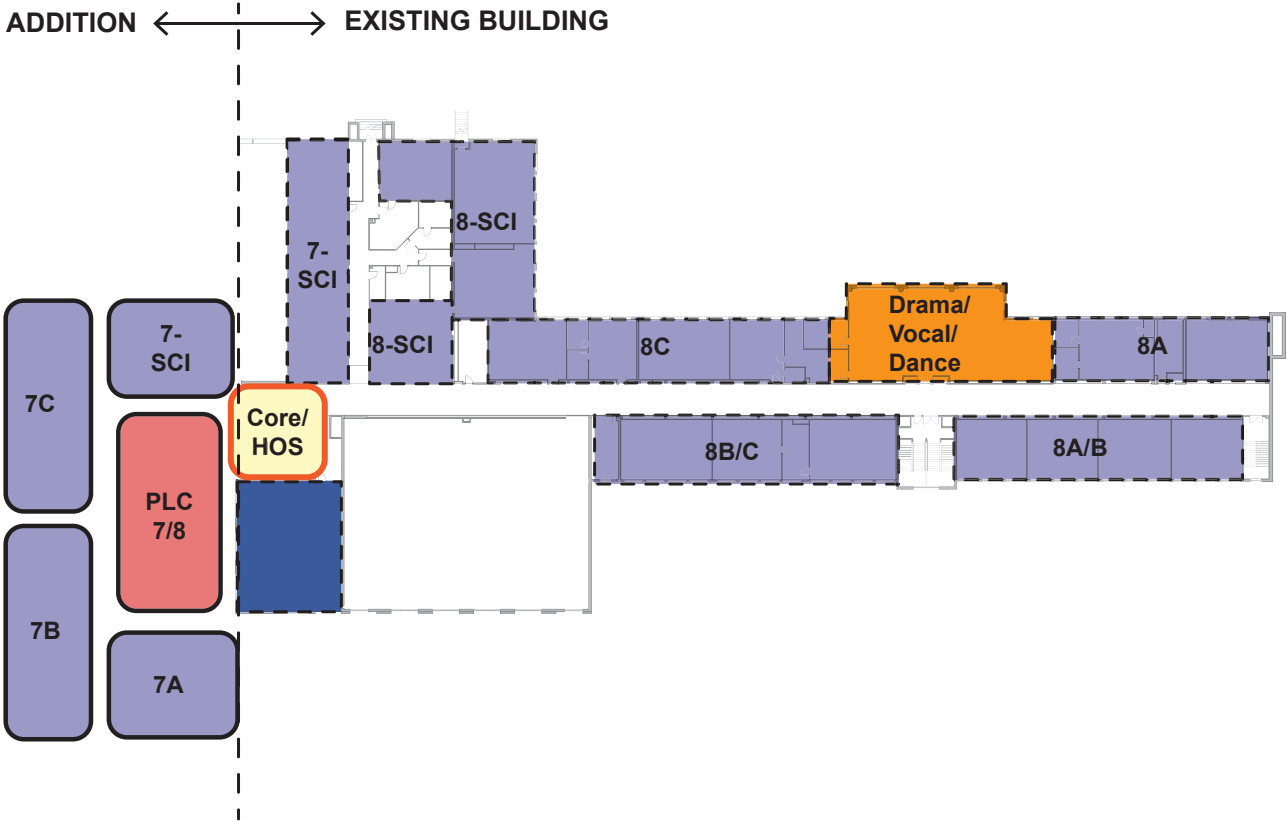 ADDITION EXISTING BUILDING
7-
SCI
8-SCI
8-SCI
7-
SCI
7C
Core/
HOS
PLC
7/8
7B
7A
8C
Drama/
Vocal/
Dance
8A
8B/C
8A/B